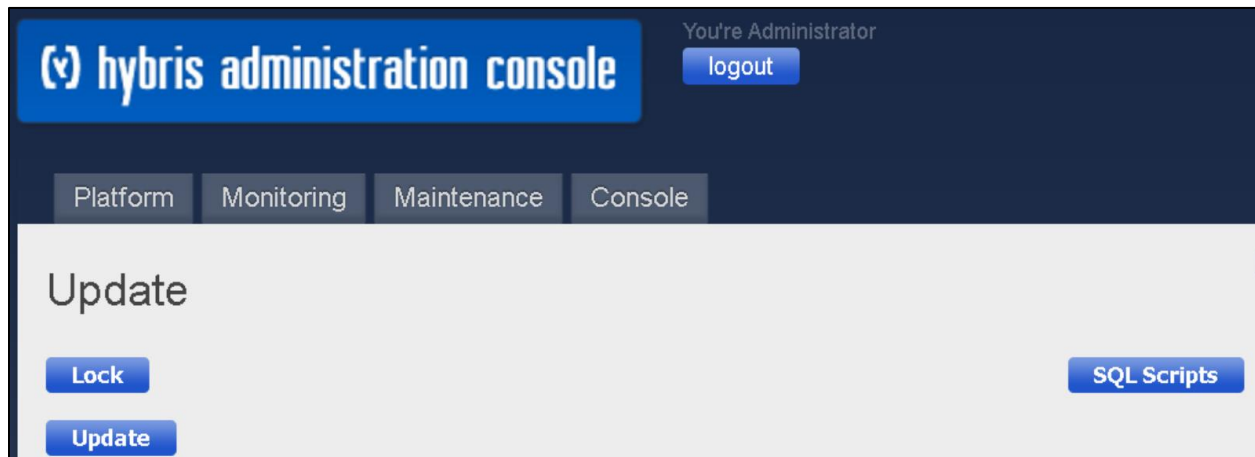 You're Administrator
(y) hybris administration console
logout
Platform Monitoring Maintenance Console
Update
Lock
SQL Scripts
Update